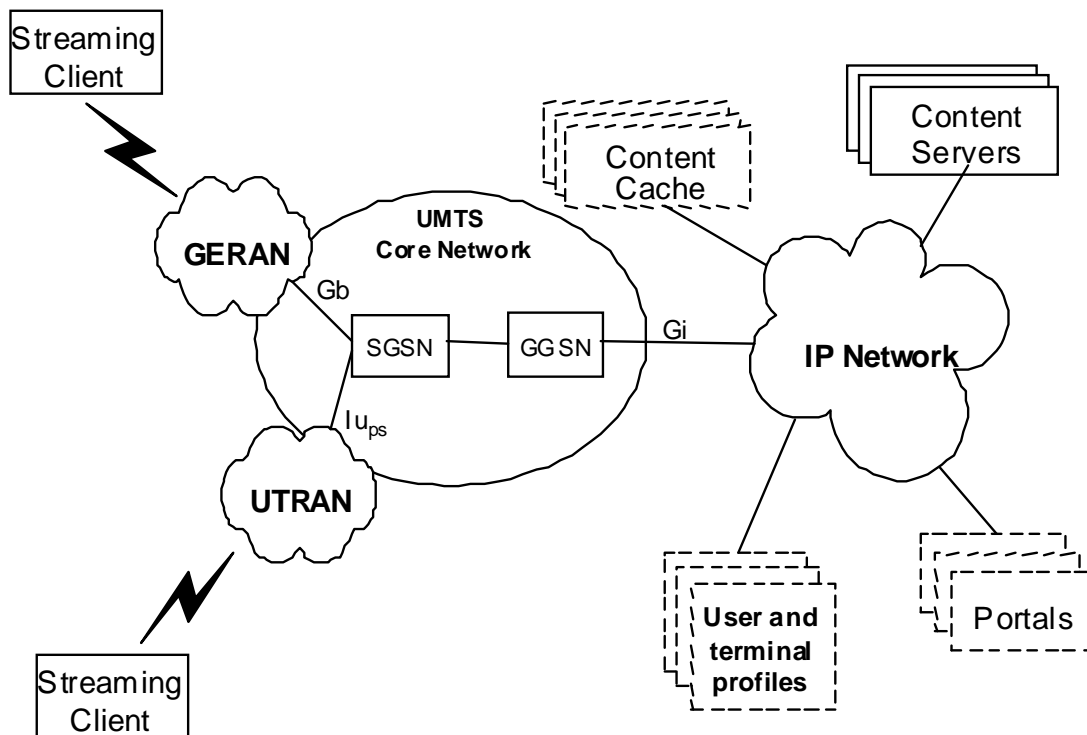 Streaming
Client
Content
Servers
Content
Cache
UMTS
Core Network
GERAN
Gb
SGSN
GGSN
Gi
IP Network
Iups
UTRAN
User and
terminal
profiles
Portals
Streaming
Client